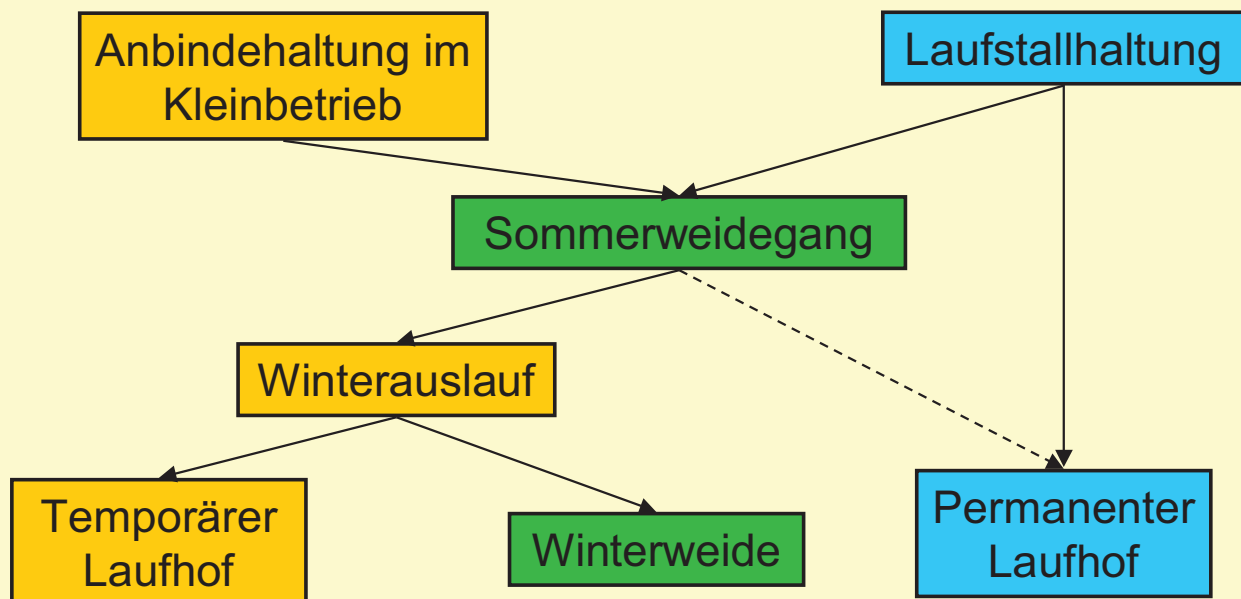 Anbindehaltung im
Kleinbetrieb
Laufstallhaltung
Sommerweidegang
Winterauslauf
Temporärer
Laufhof
Winterweide
Permanenter
Laufhof